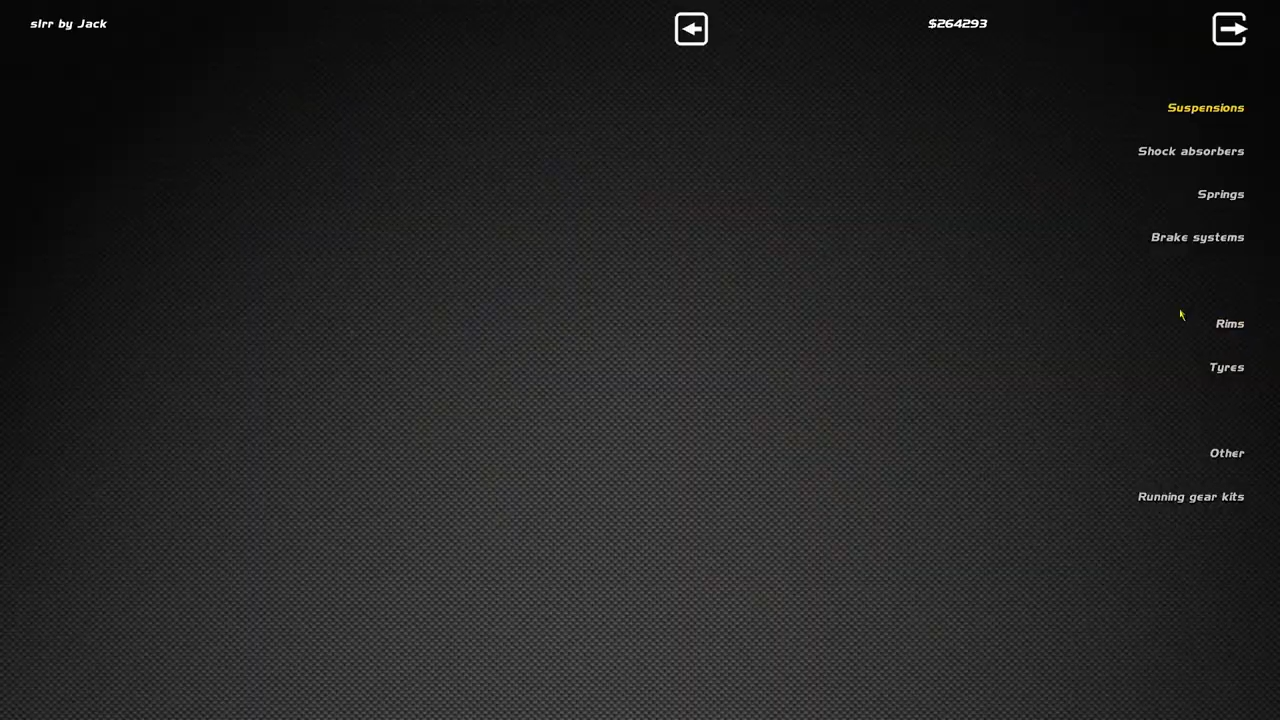 slrr by Jack
$264293
Suspensions
Shock absorbers
Springs
Brake systems
Rims
Tyres
Other
Running gear kits